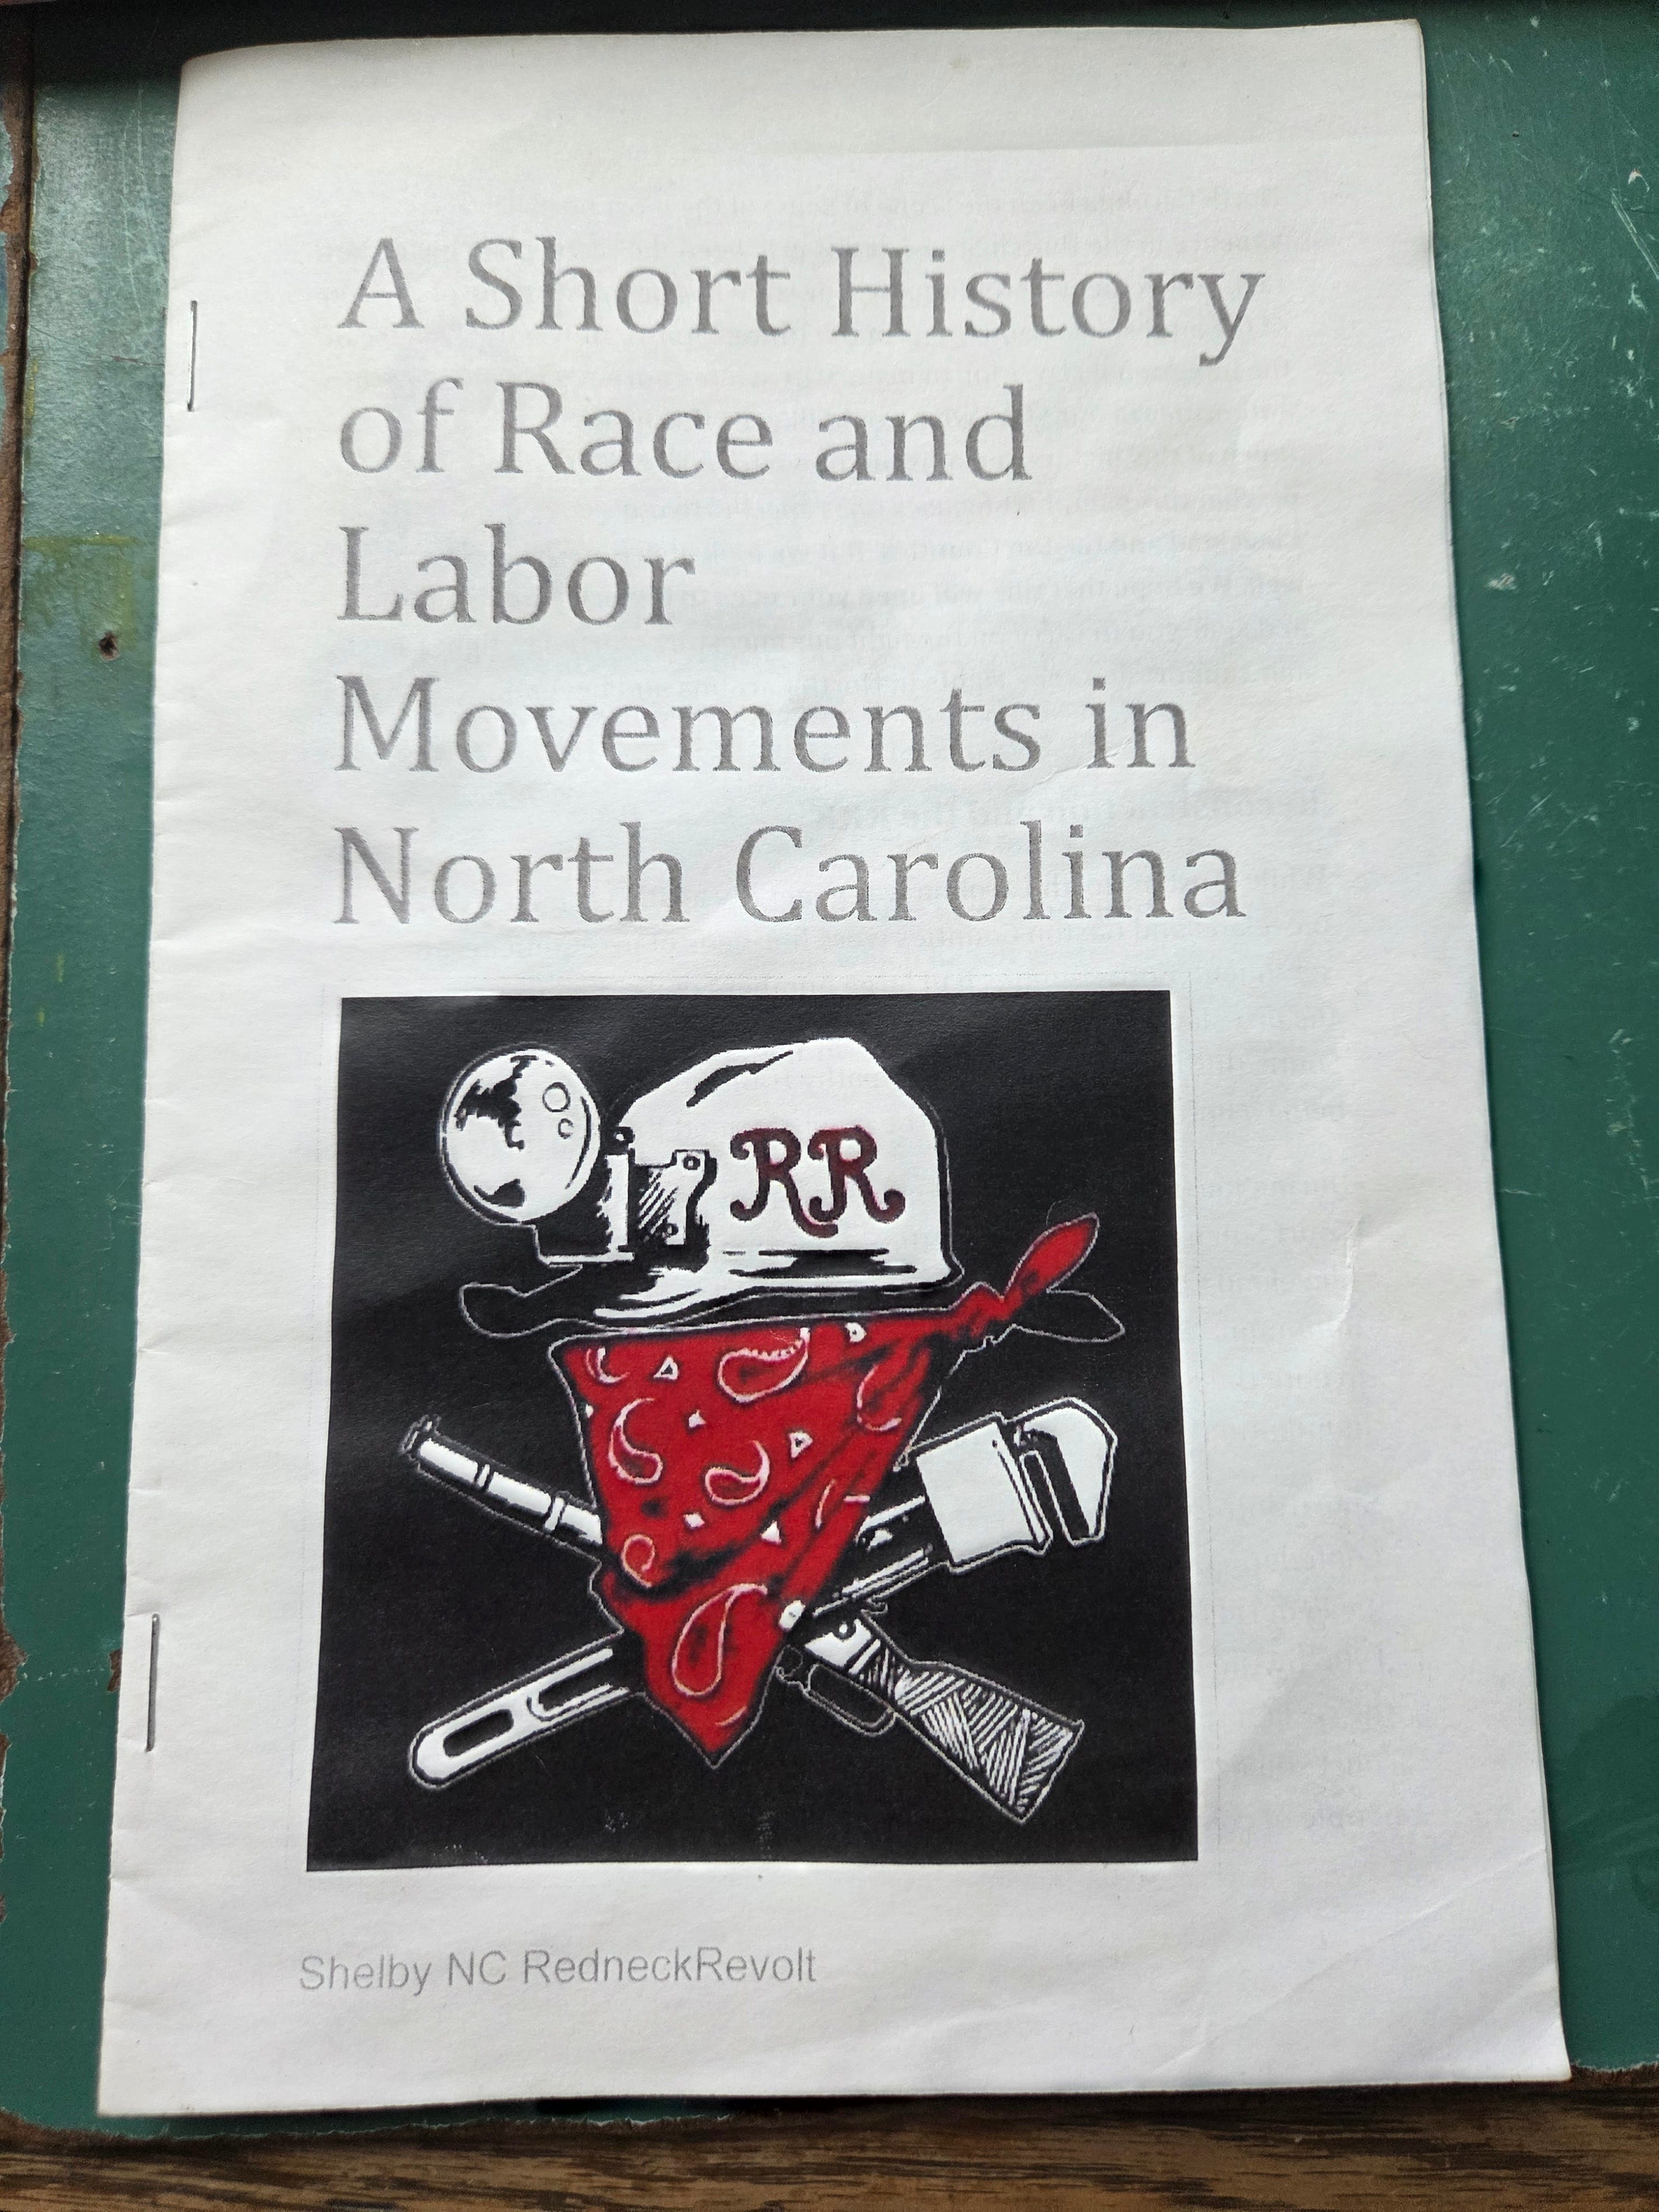 A Short History
of Race and
Labor
Movements in
North Carolina
RR
Shelby NC RedneckRevolt